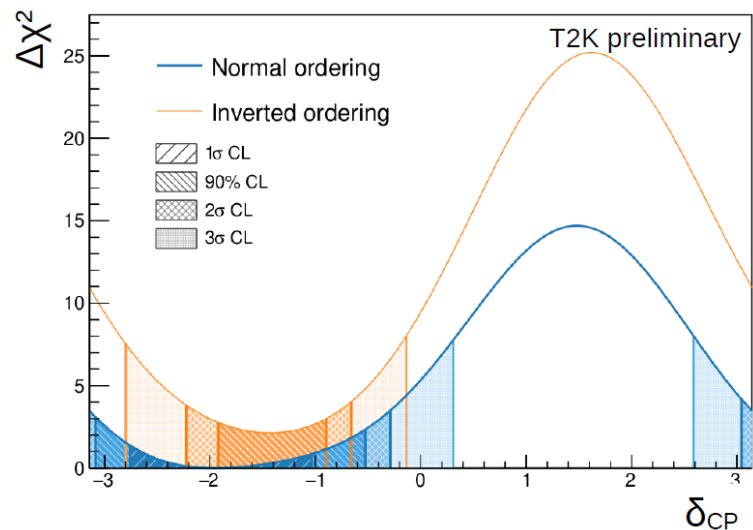 Δχ²
T2K preliminary
25
20
15
10
5
0
Normal ordering
Inverted ordering
1σ CL
90% CL
2σ CL
3σ CL
−3 −2 −1 0 1 2 3
δCP